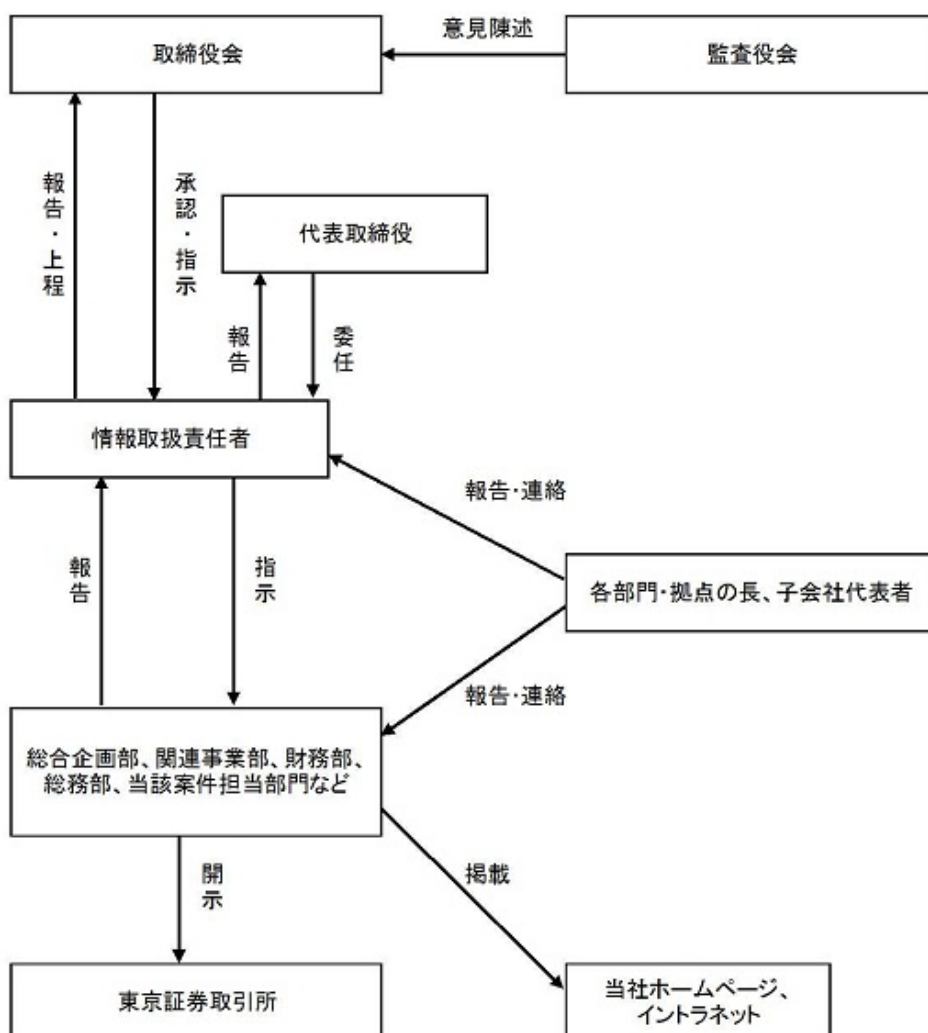 意見陳述
取締役会
監査役会
報告・上程
承認・指示
代表取締役
報告
委任
情報取扱責任者
報告・連絡
報告
指示
各部門・拠点の長、子会社代表者
報告・連絡
総合企画部、関連事業部、財務部、
総務部、当該案件担当部門など
開示
掲載
東京証券取引所
当社ホームページ、
イントラネット